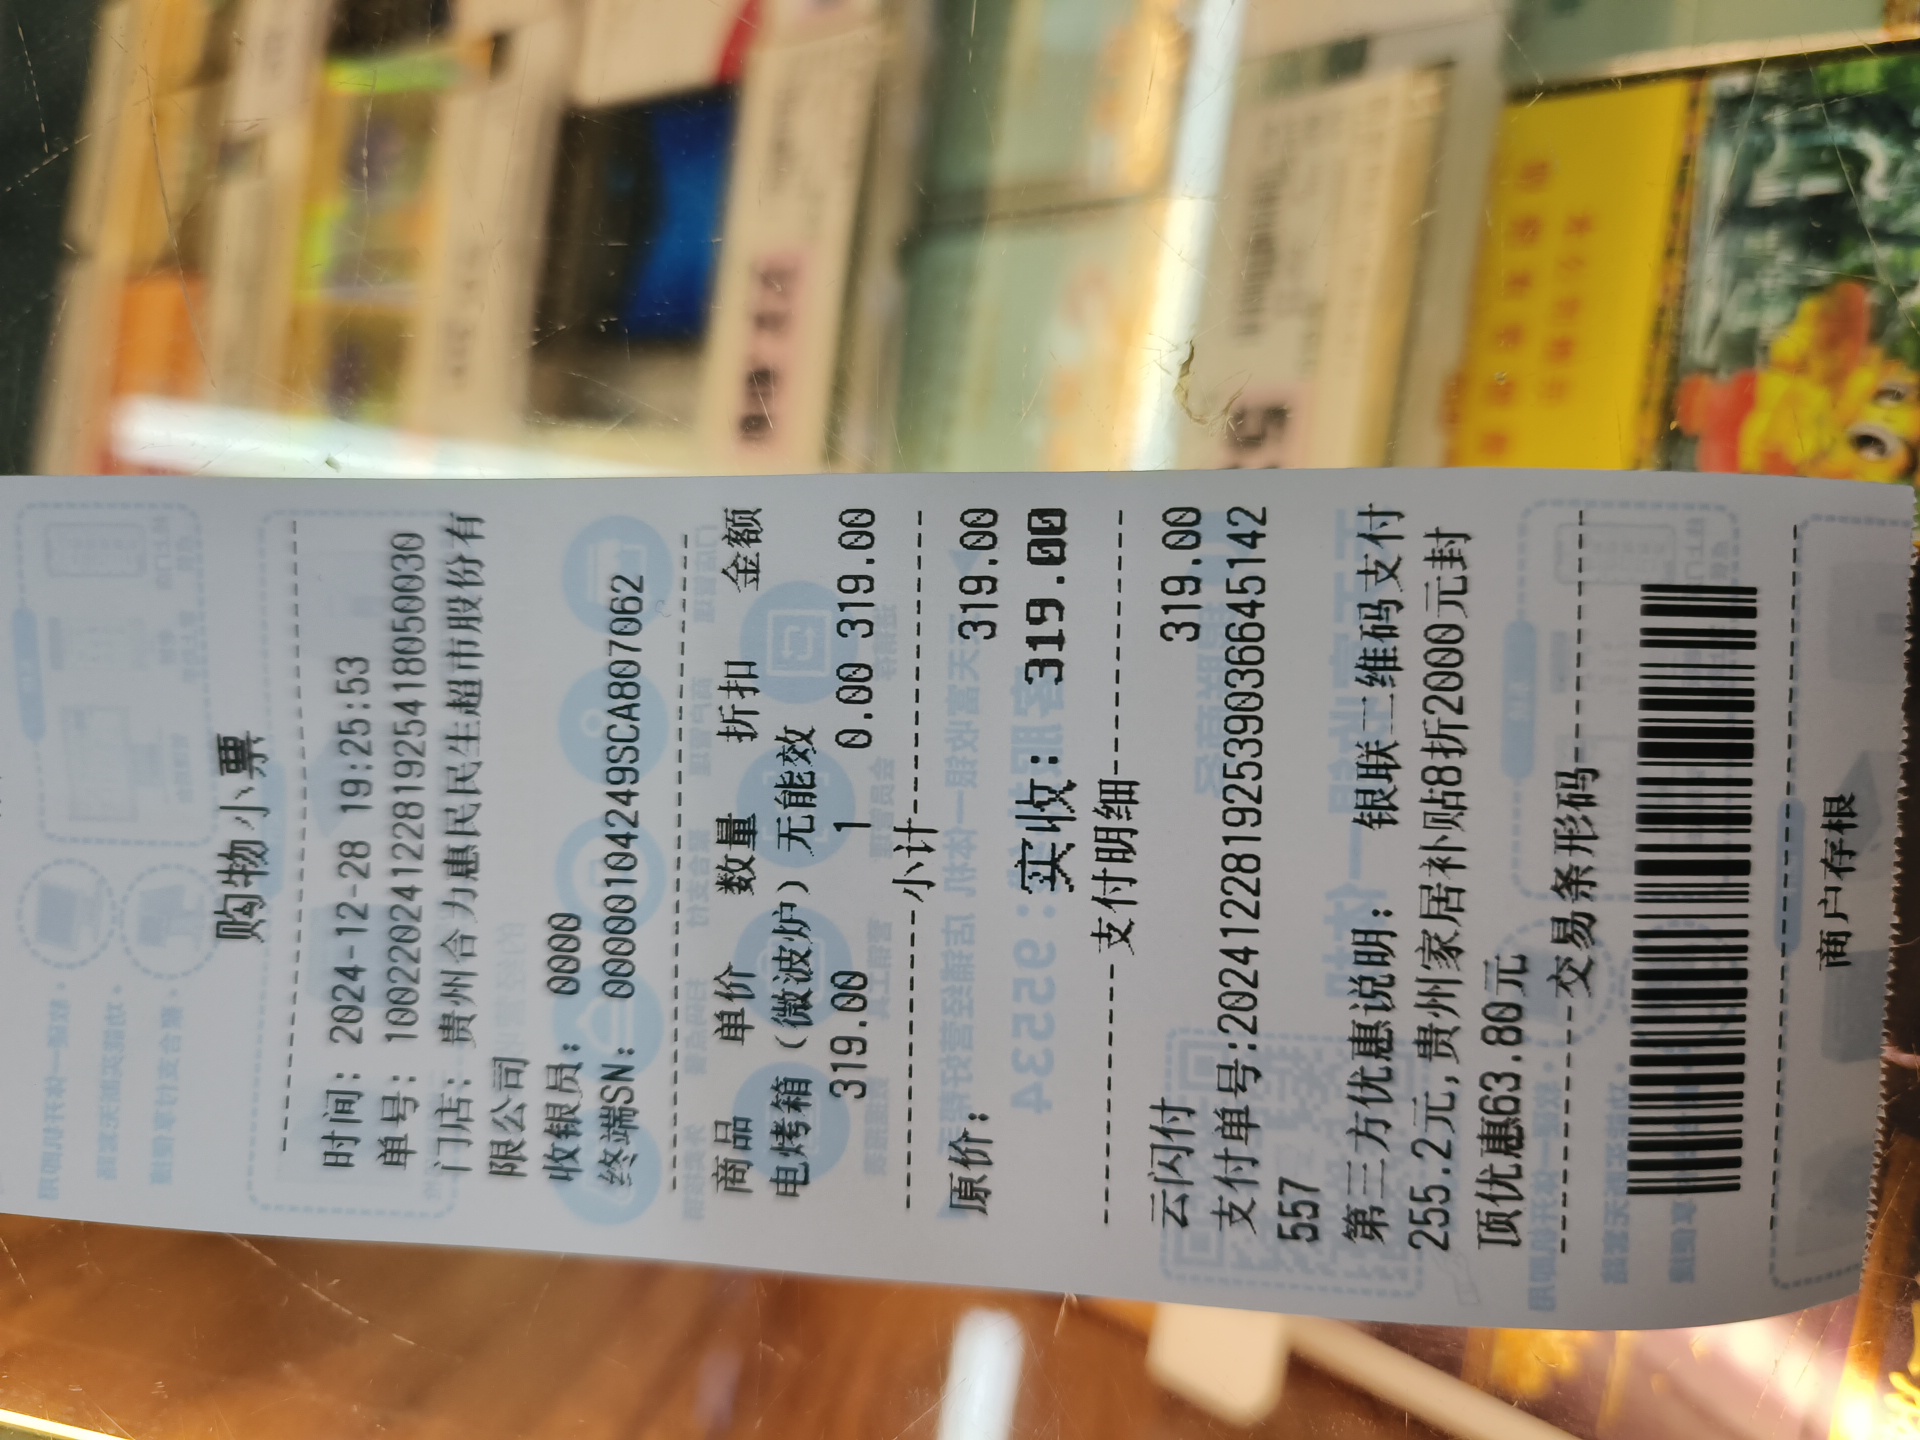 购物小票
时间: 2024-12-28 19:25:53
单号: 10022024122819254180500030
门店: 贵州合力惠民民生超市股份有
限公司
收银员: 0000
终端SN: 00000104249SCA807062
商品 单价 数量 折扣 金额
电烤箱（微波炉）无能效
319.00 1 0.00 319.00
小计
原价: 319.00
实收: 319.00
支付明细
云闪付 319.00
支付单号:20241228192539036645142
557
第三方优惠说明: 银联二维码支付
255.2元,贵州家居补贴8折2000元封
顶优惠63.80元
交易条形码
商户存根